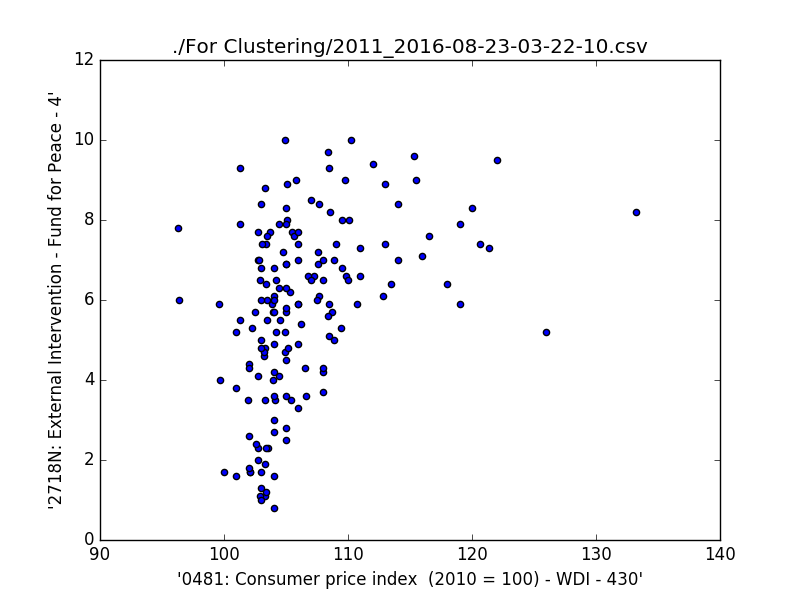 ./For Clustering/2011_2016-08-23-03-22-10.csv
12
10
8
6
4
2
0
'2718N: External Intervention - Fund for Peace - 4'
90 100 110 120 130 140
'0481: Consumer price index  (2010 = 100) - WDI - 430'